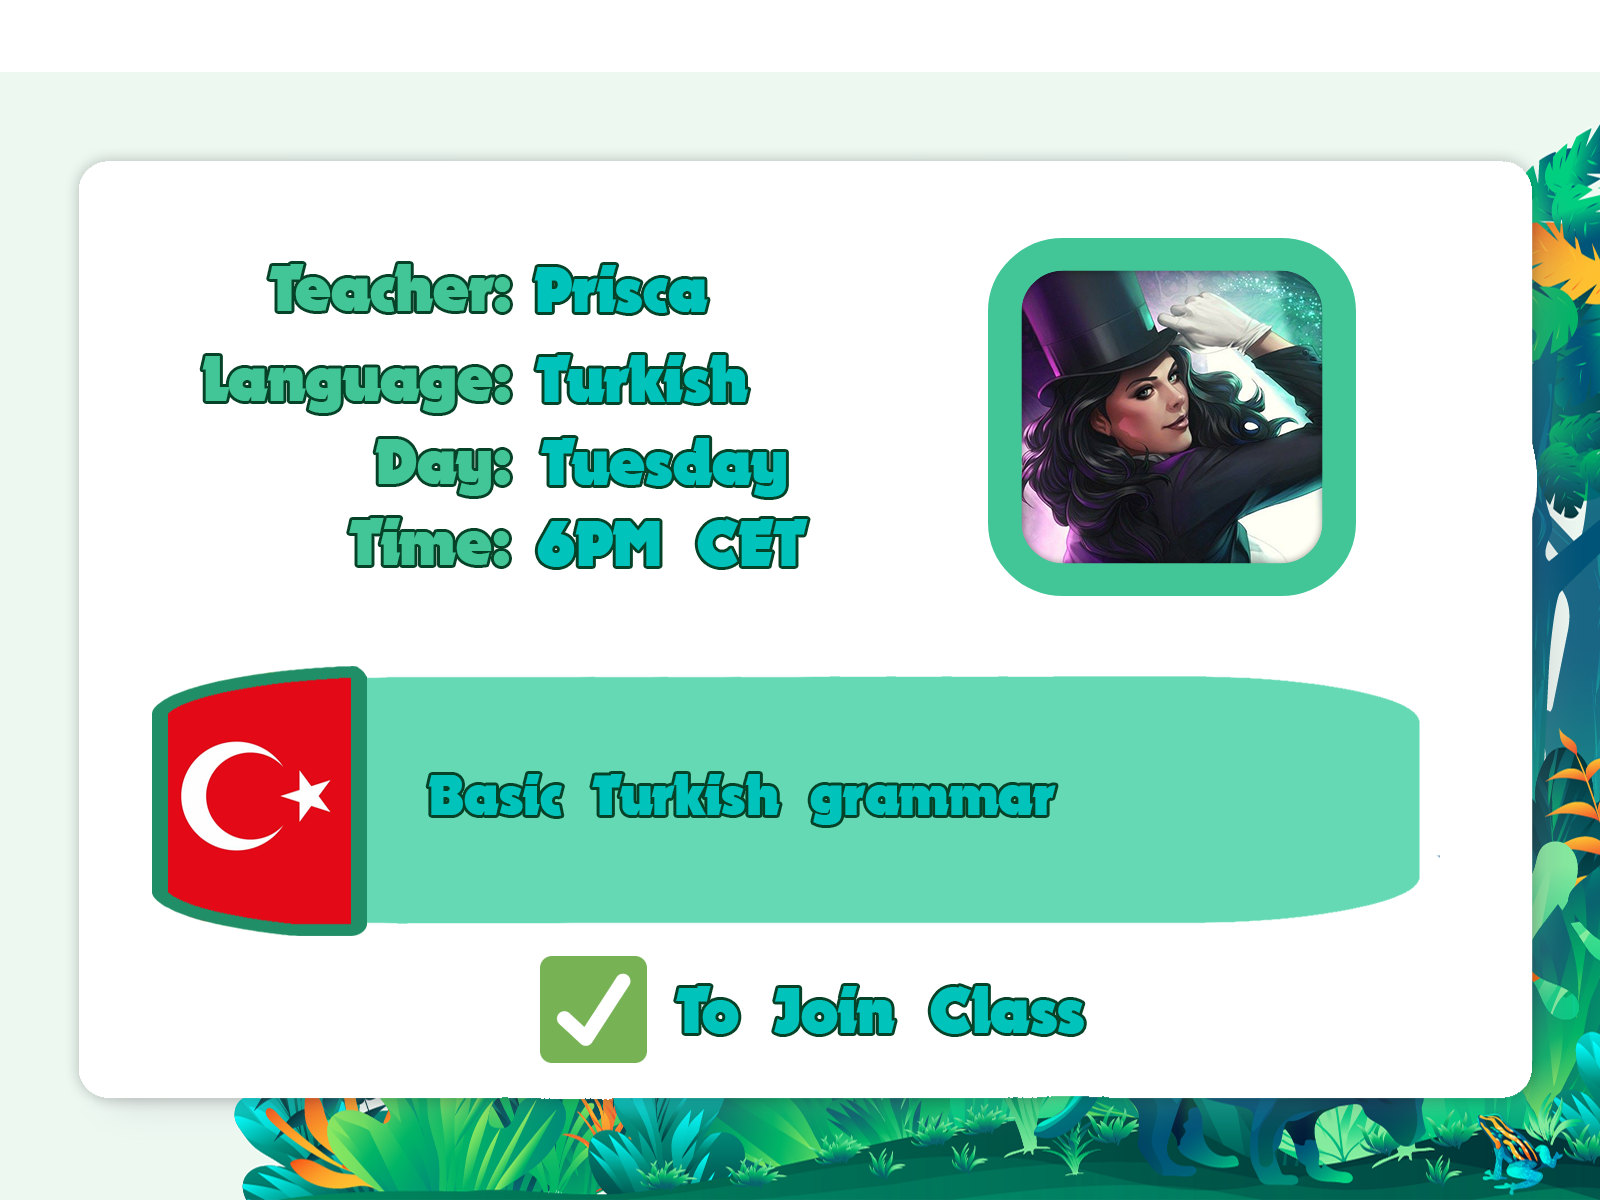 Teacher: Prisca
Language: Turkish
Day: Tuesday
Time: 6PM CET
Basic Turkish grammar
To Join Class